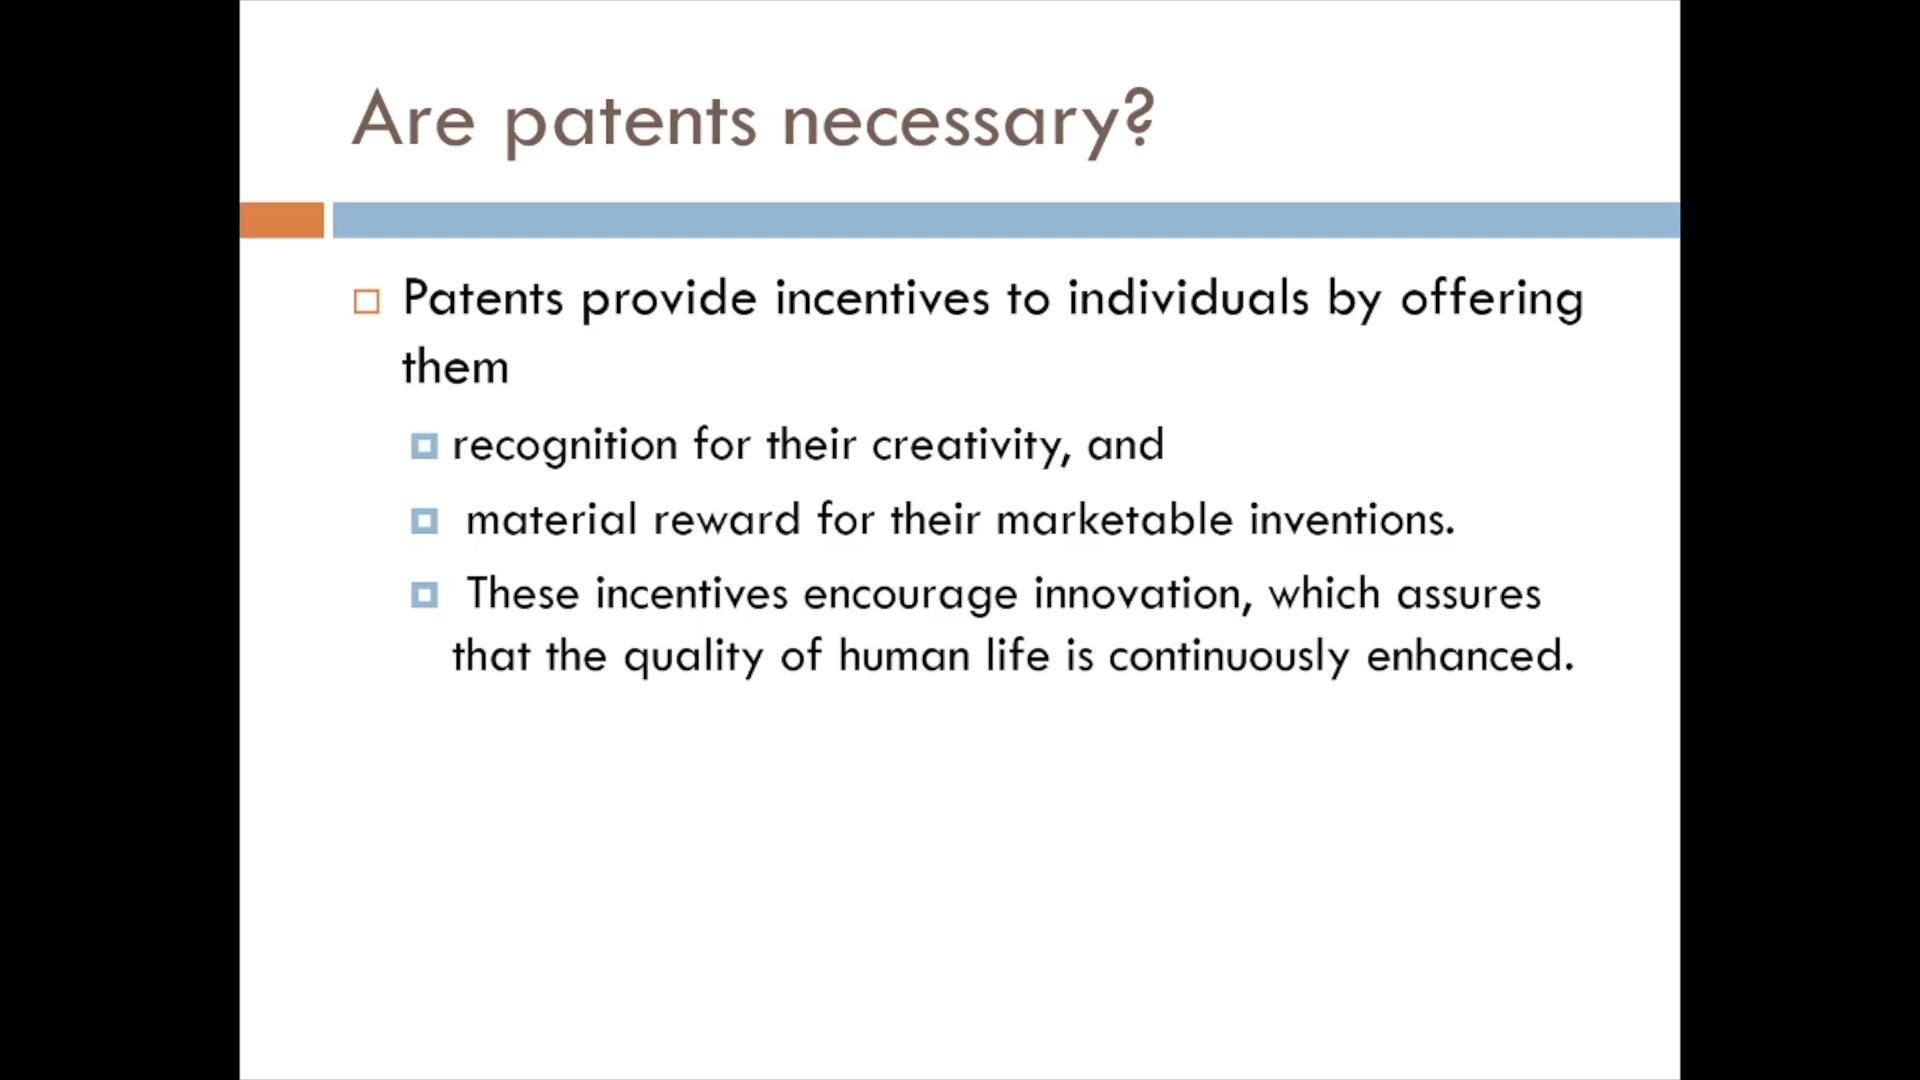 Are patents necessary?
Patents provide incentives to individuals by offering
them
recognition for their creativity, and
material reward for their marketable inventions.
These incentives encourage innovation, which assures
that the quality of human life is continuously enhanced.